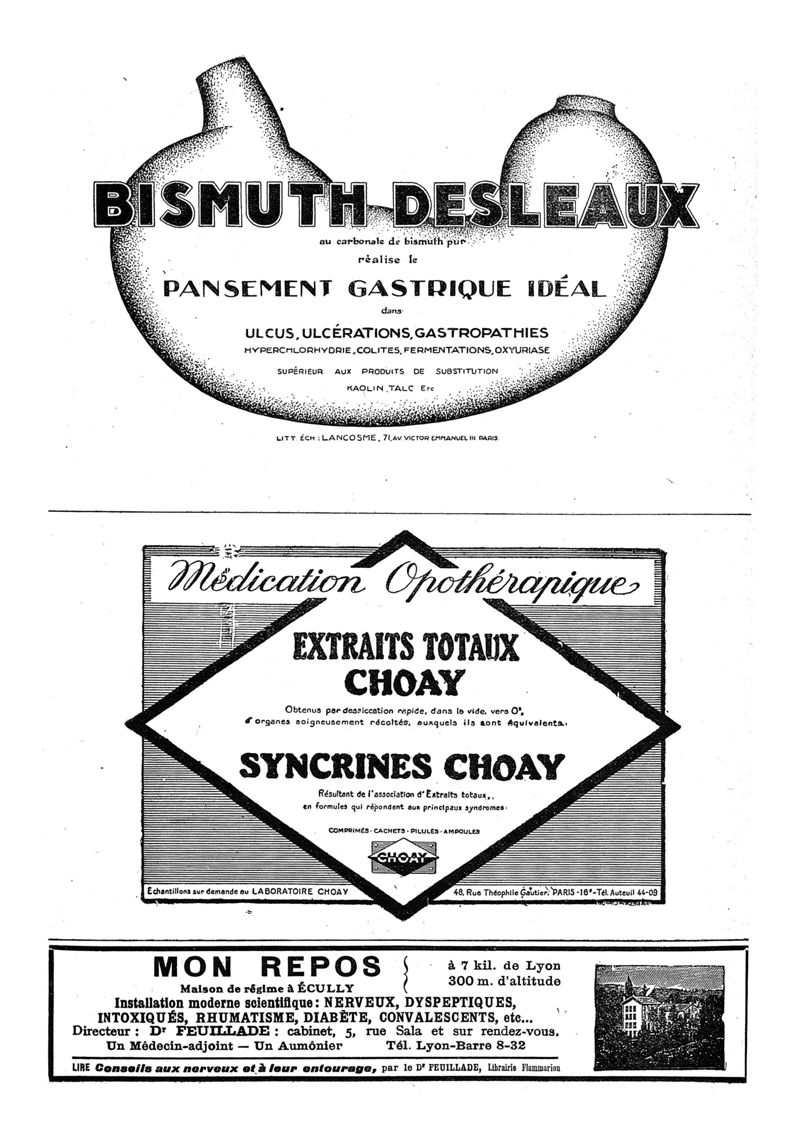 BISMUTH DESLEAUX
au carbonate de bismuth pur
réalise le
PANSEMENT GASTRIQUE IDÉAL
dans
ULCUS, ULCÉRATIONS, GASTROPATHIES
HYPERCHLORHYDRIE, COLITES, FERMENTATIONS, OXYURIASE
SUPÉRIEUR AUX PRODUITS DE SUBSTITUTION
KAOLIN, TALC Etc
LITT. ÉCH : LANCOSME, 71, AV. VICTOR EMMANUEL III PARIS.
Médication Opothérapique
EXTRAITS TOTAUX
CHOAY
Obtenus par dessiccation rapide, dans le vide, vers 0°,
d'organes soigneusement récoltés, auxquels ils sont équivalents.
SYNCRINES CHOAY
Résultant de l'association d'Extraits totaux,
en formules qui répondent aux principaux syndromes.
COMPRIMÉS - CACHETS - PILULES - AMPOULES
CHOAY
Echantillons sur demande au LABORATOIRE CHOAY
48, Rue Théophile Gautier, PARIS-16e - Tél. Auteuil 44-09
MON REPOS
Maison de régime à ÉCULLY
à 7 kil. de Lyon
300 m. d'altitude
Installation moderne scientifique : NERVEUX, DYSPEPTIQUES,
INTOXIQUÉS, RHUMATISME, DIABÈTE, CONVALESCENTS, etc...
Directeur : Dr FEUILLADE : cabinet, 5, rue Sala et sur rendez-vous.
Un Médecin-adjoint — Un Aumônier Tél. Lyon-Barre 8-32
LIRE Conseils aux nerveux et à leur entourage, par le Dr FEUILLADE, Librairie Flammarion